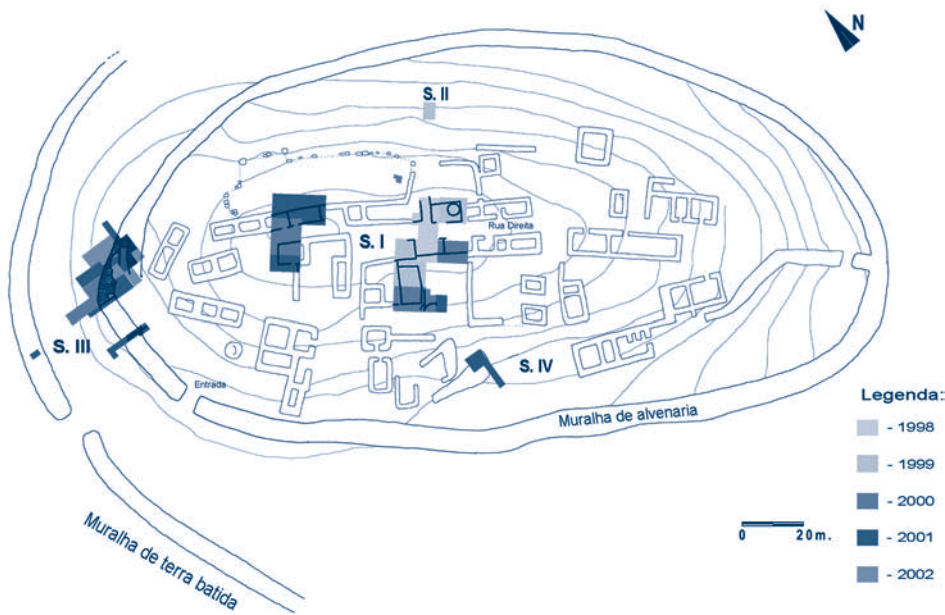 N
S. II
Rua Direita
S. I
S. III
Entrada
S. IV
Muralha de alvenaria
Muralha de terra batida
0 20 m.
Legenda:
- 1998
- 1999
- 2000
- 2001
- 2002